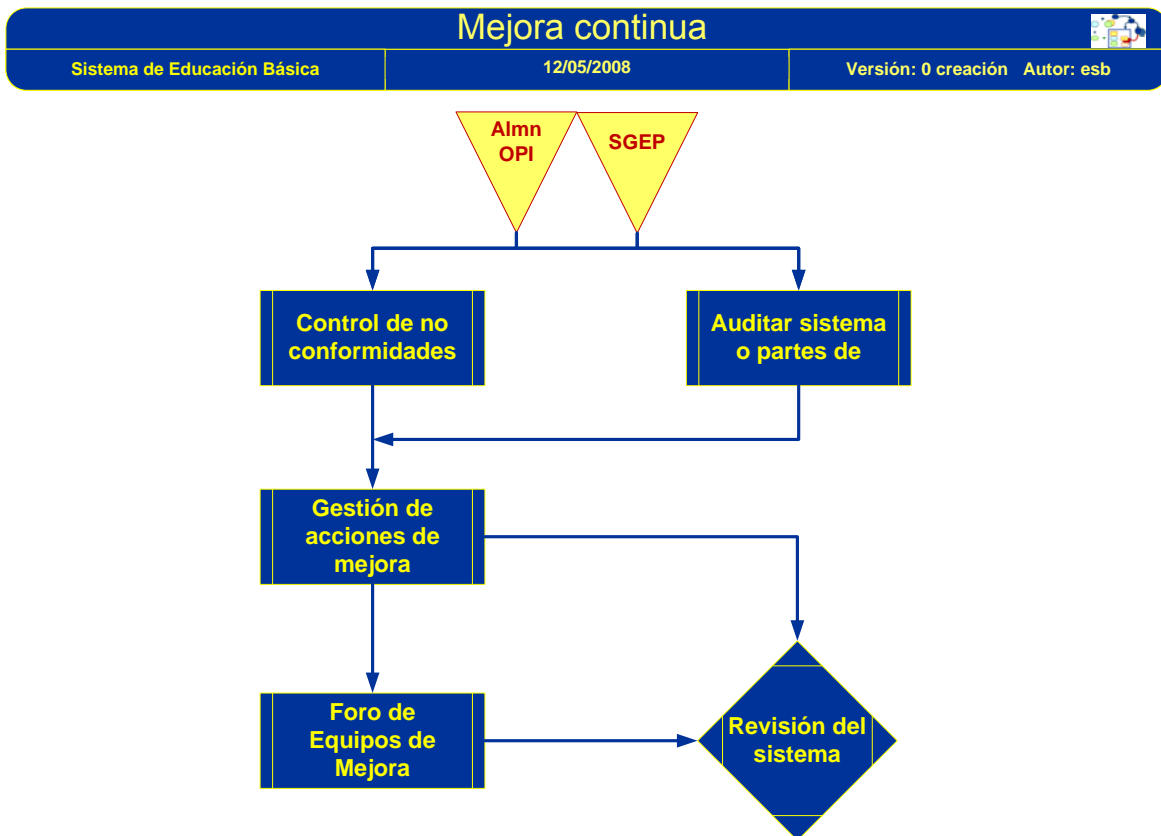 Mejora continua
Sistema de Educación Básica
12/05/2008
Versión: 0 creación Autor: esb
Almn
OPI
SGEP
Control de no
conformidades
Auditar sistema
o partes de
Gestión de
acciones de
mejora
Foro de
Equipos de
Mejora
Revisión del
sistema